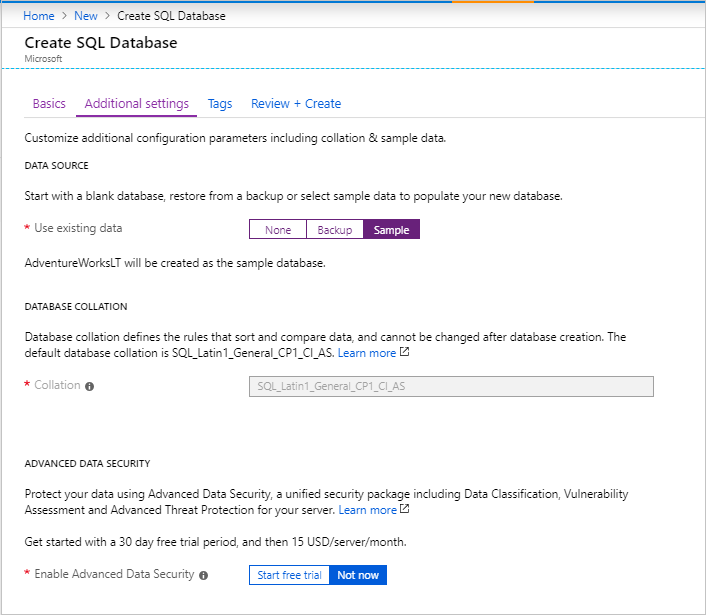 Home > New > Create SQL Database
Create SQL Database
Microsoft
Basics Additional settings Tags Review + Create
Customize additional configuration parameters including collation & sample data.
DATA SOURCE
Start with a blank database, restore from a backup or select sample data to populate your new database.
* Use existing data None Backup Sample
AdventureWorksLT will be created as the sample database.
DATABASE COLLATION
Database collation defines the rules that sort and compare data, and cannot be changed after database creation. The
default database collation is SQL_Latin1_General_CP1_CI_AS. Learn more
* Collation SQL_Latin1_General_CP1_CI_AS
ADVANCED DATA SECURITY
Protect your data using Advanced Data Security, a unified security package including Data Classification, Vulnerability
Assessment and Advanced Threat Protection for your server. Learn more
Get started with a 30 day free trial period, and then 15 USD/server/month.
* Enable Advanced Data Security Start free trial Not now